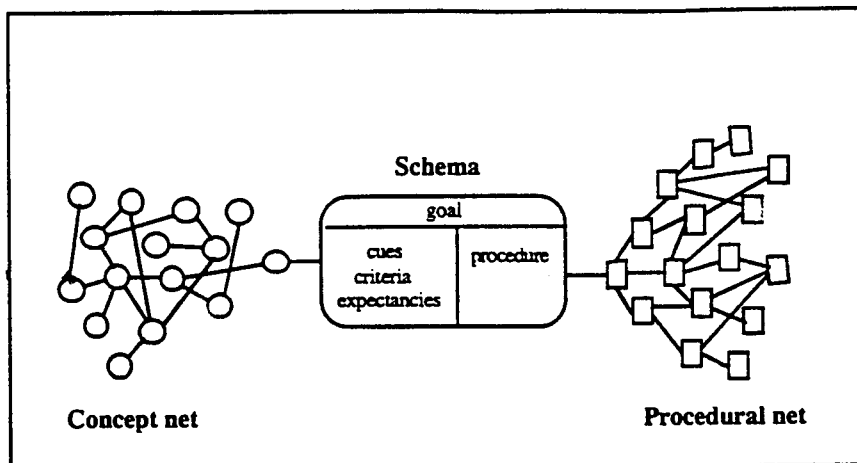 Schema
goal
cues
criteria
expectancies
procedure
Concept net
Procedural net